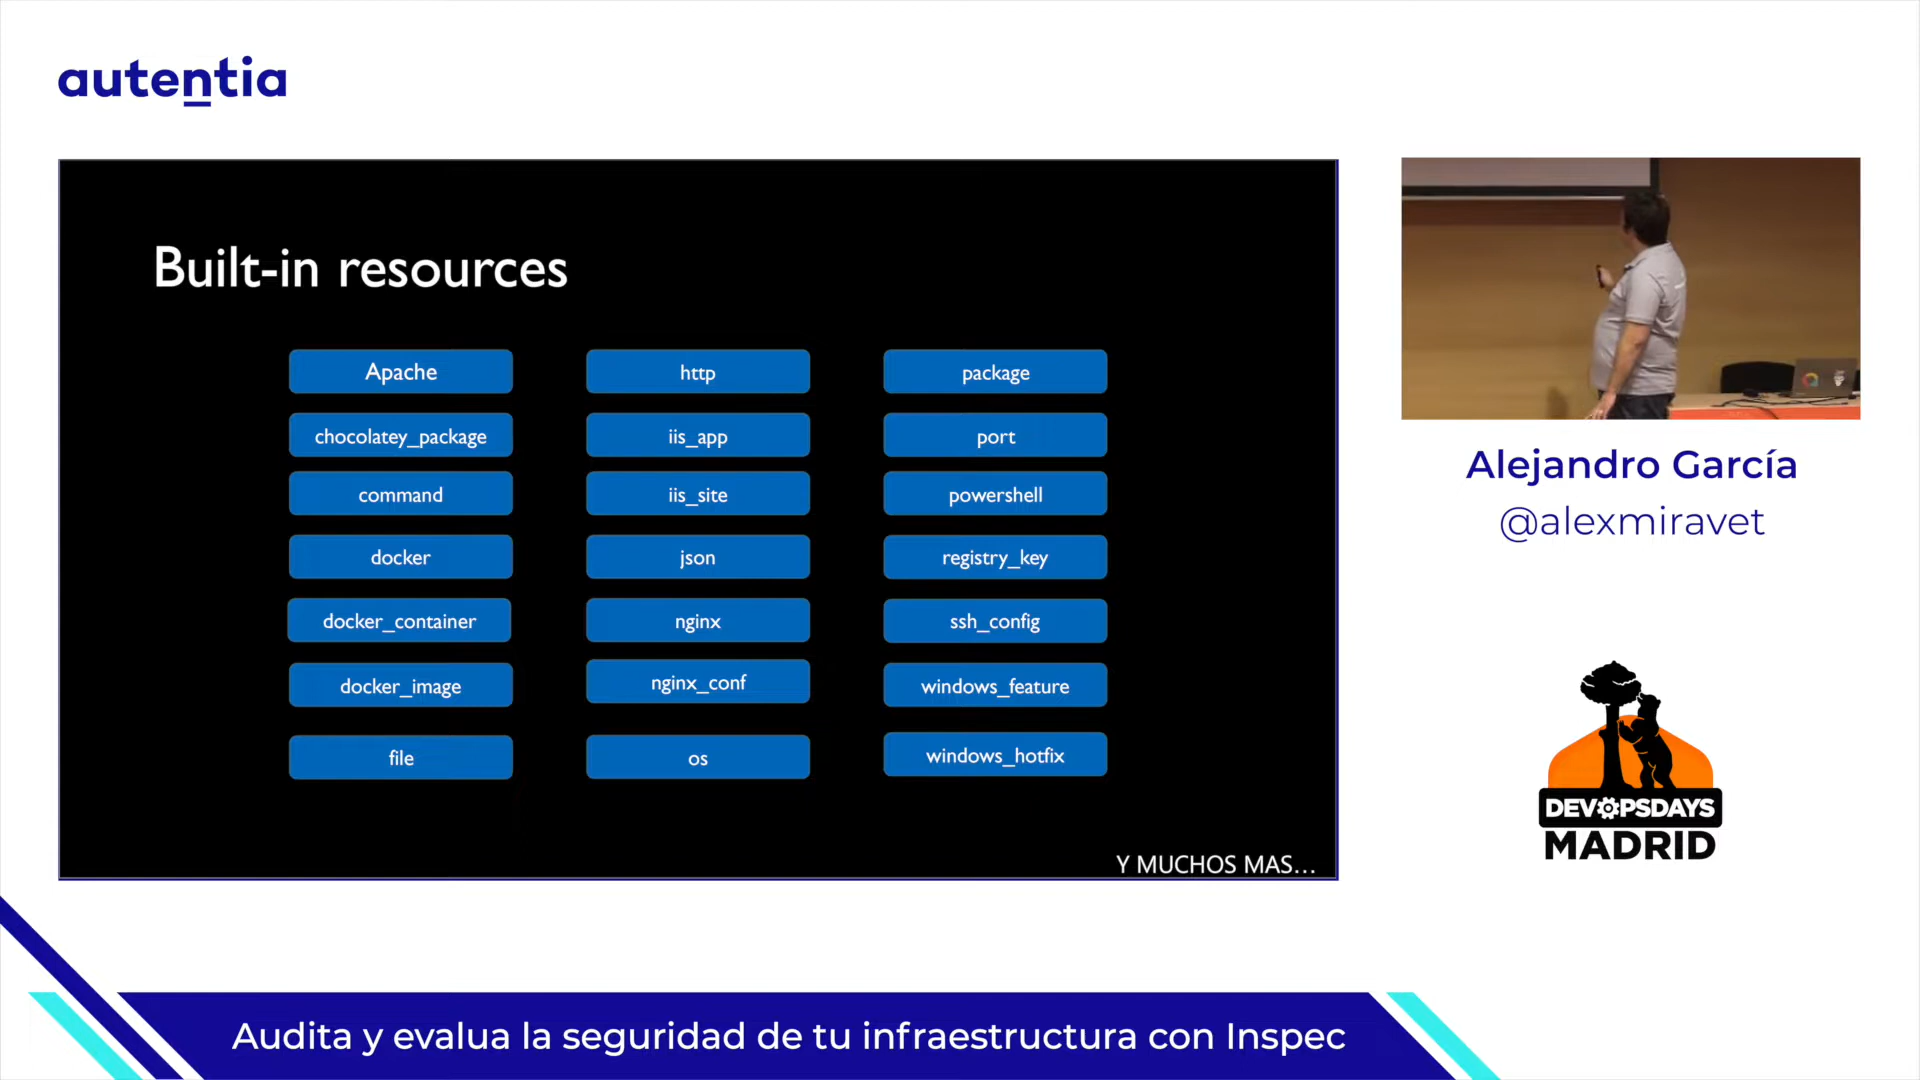 autentia
Built-in resources
Apache
http
package
chocolatey_package
iis_app
port
command
iis_site
powershell
docker
json
registry_key
docker_container
nginx
ssh_config
docker_image
nginx_conf
windows_feature
file
os
windows_hotfix
Y MUCHOS MAS...
Alejandro García
@alexmiravet
DEVOPSDAYS
MADRID
Audita y evalua la seguridad de tu infraestructura con Inspec